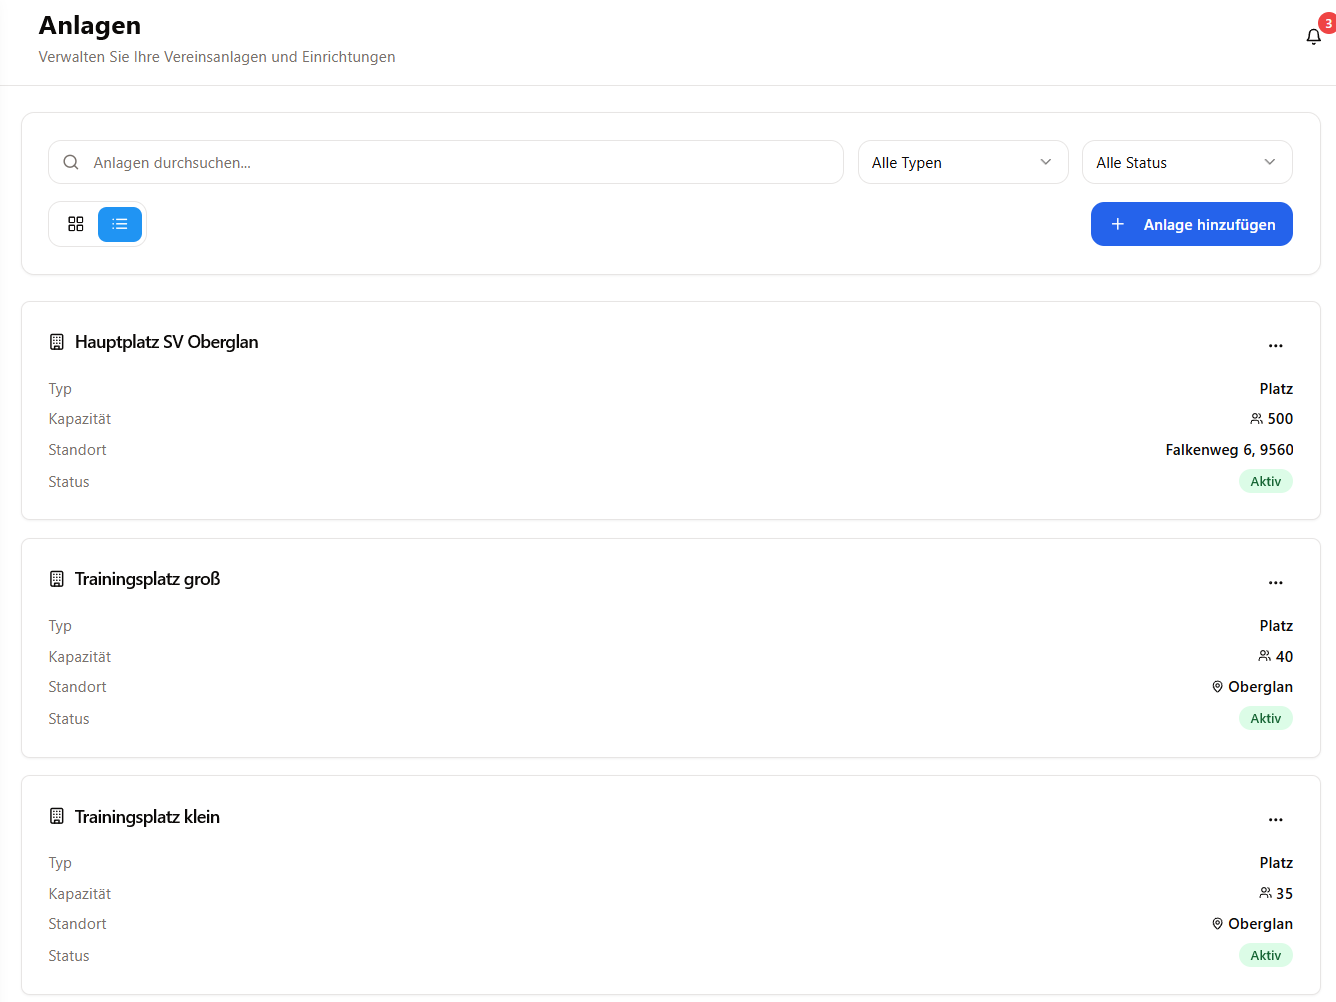 Anlagen
3
Verwalten Sie Ihre Vereinsanlagen und Einrichtungen
Anlagen durchsuchen...
Alle Typen
Alle Status
Anlage hinzufügen
Hauptplatz SV Oberglan
Typ Platz
Kapazität 500
Standort Falkenweg 6, 9560
Status Aktiv
Trainingsplatz groß
Typ Platz
Kapazität 40
Standort Oberglan
Status Aktiv
Trainingsplatz klein
Typ Platz
Kapazität 35
Standort Oberglan
Status Aktiv